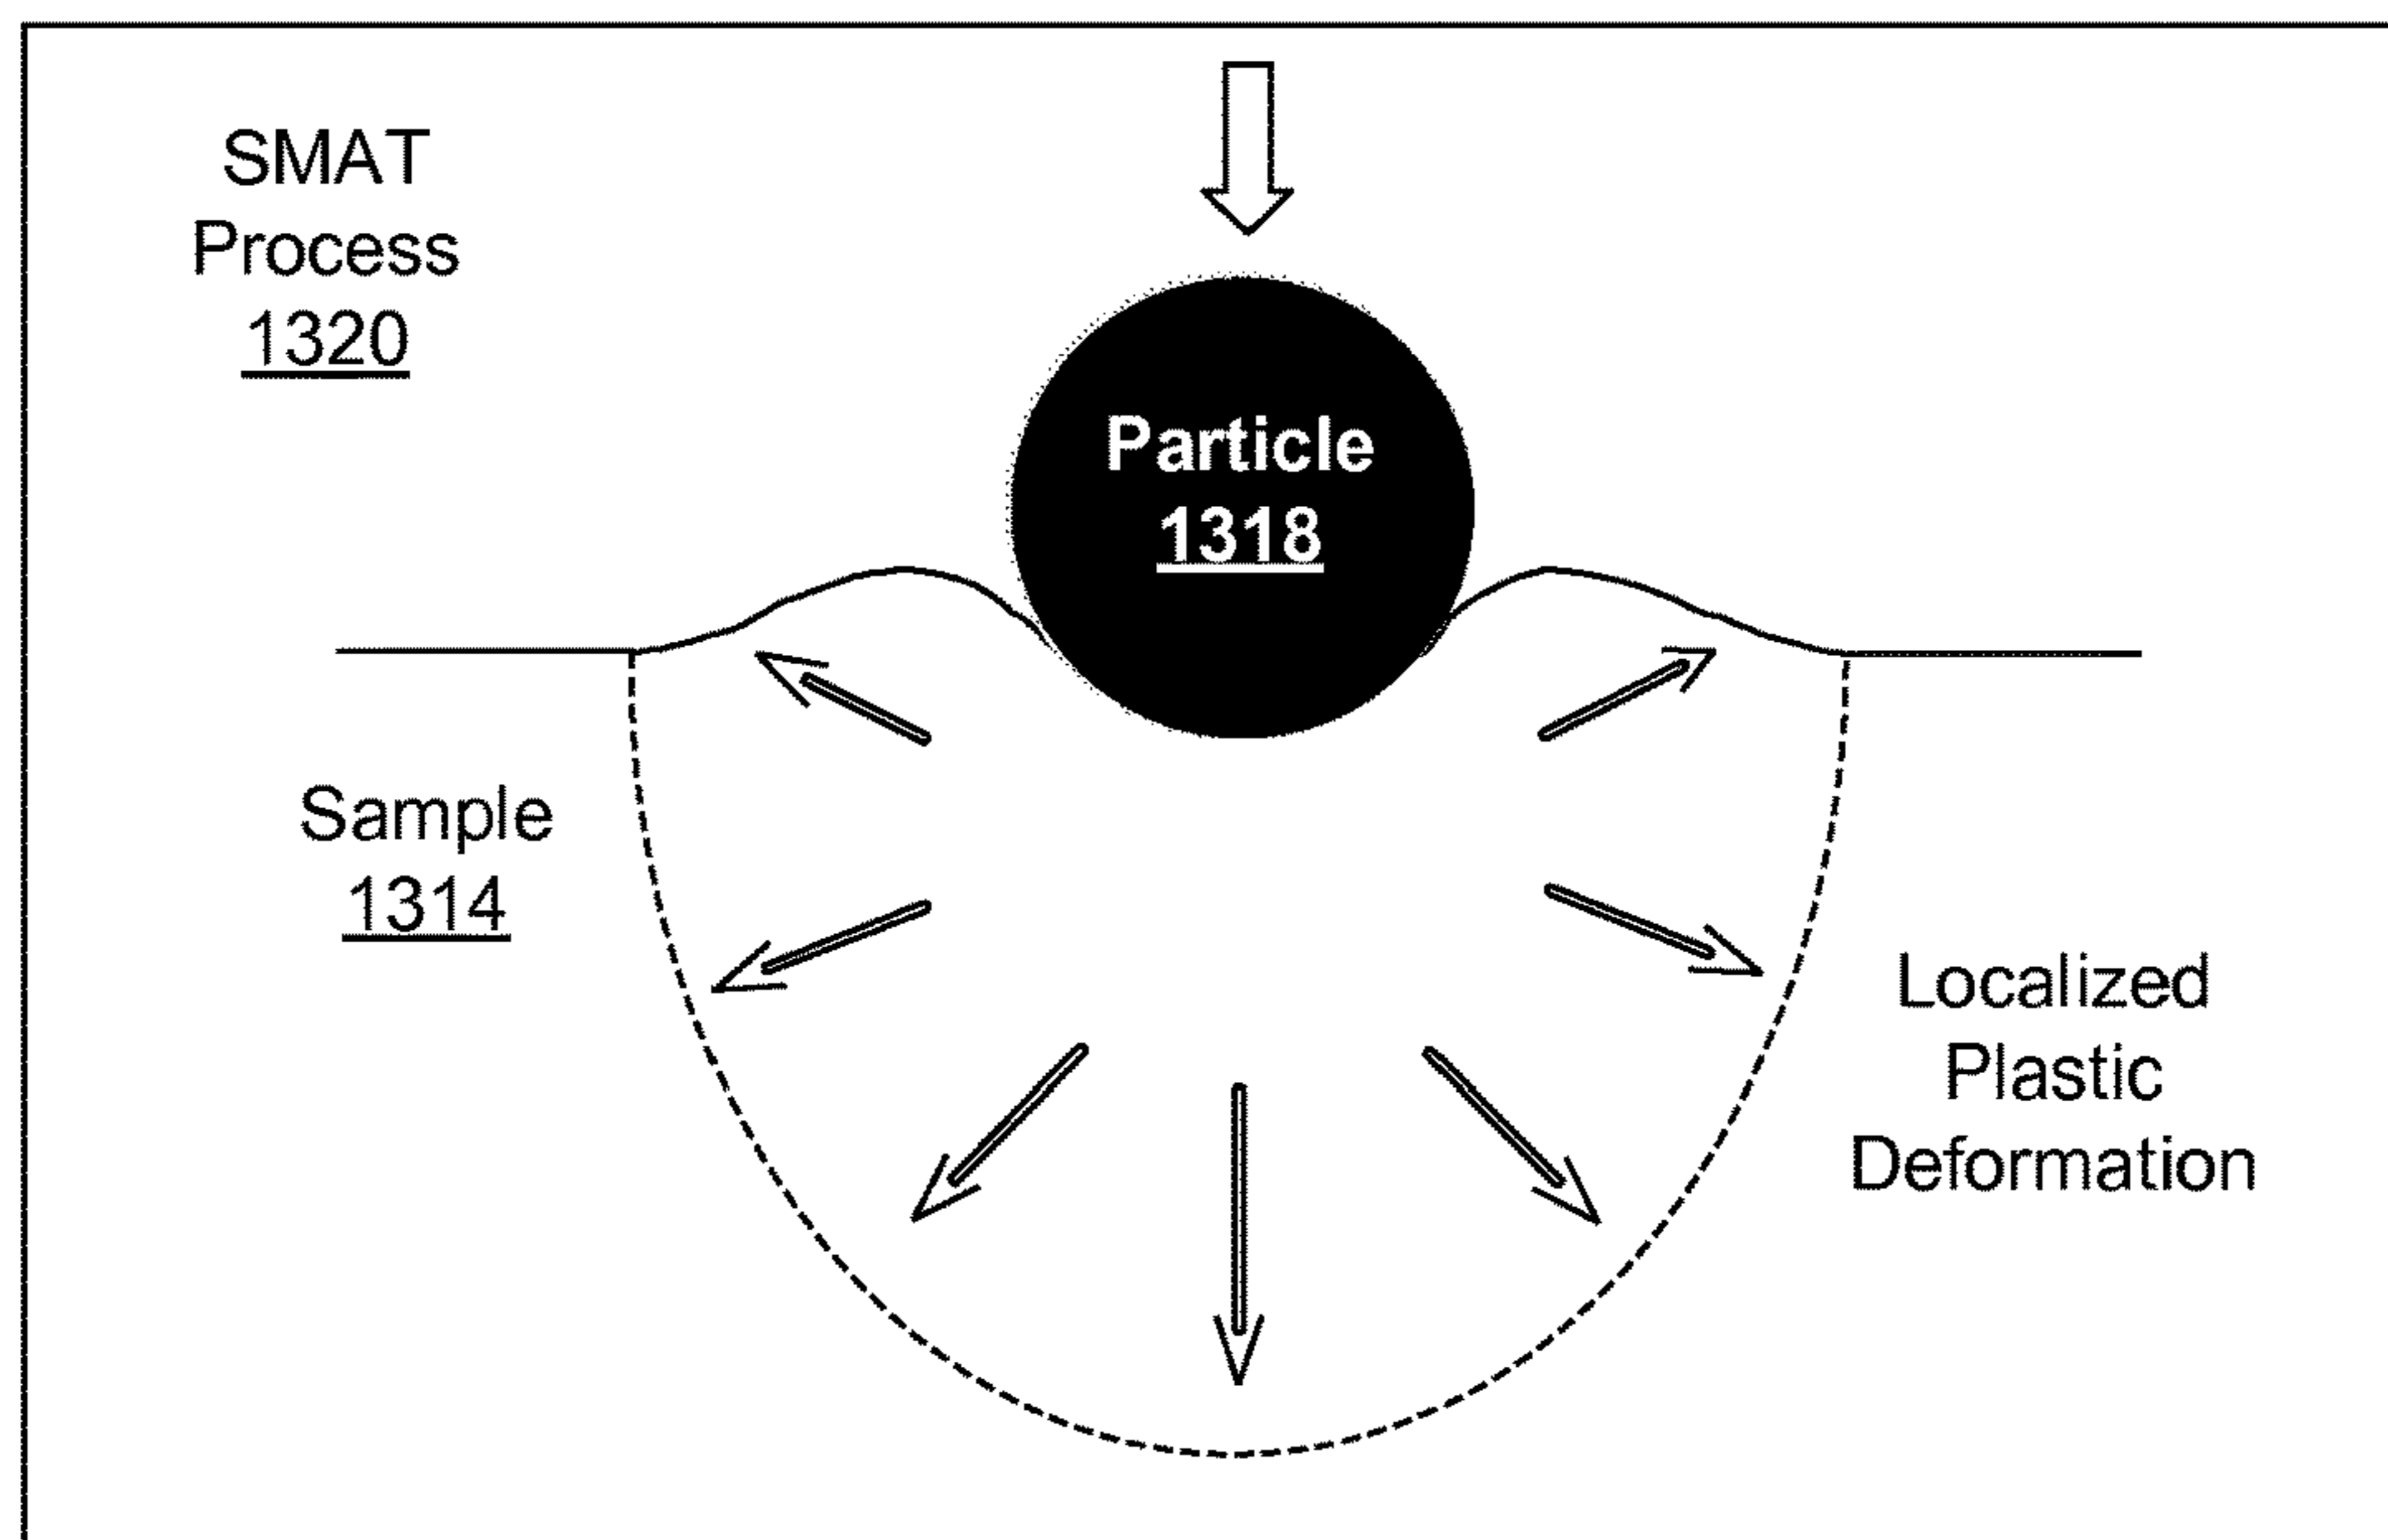 SMAT
Process
1320
Particle
1318
Sample
1314
Localized
Plastic
Deformation